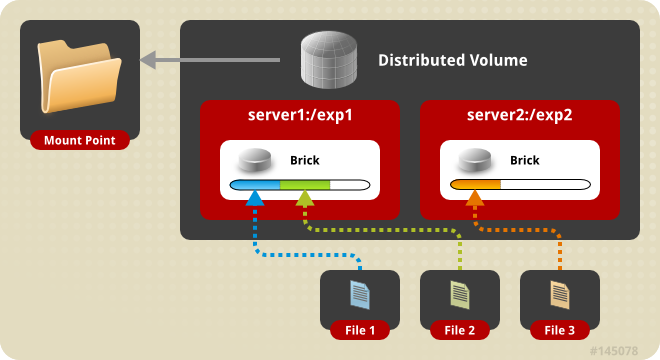 Distributed Volume
server1:/exp1
server2:/exp2
Mount Point
Brick
Brick
File 1
File 2
File 3
#145078